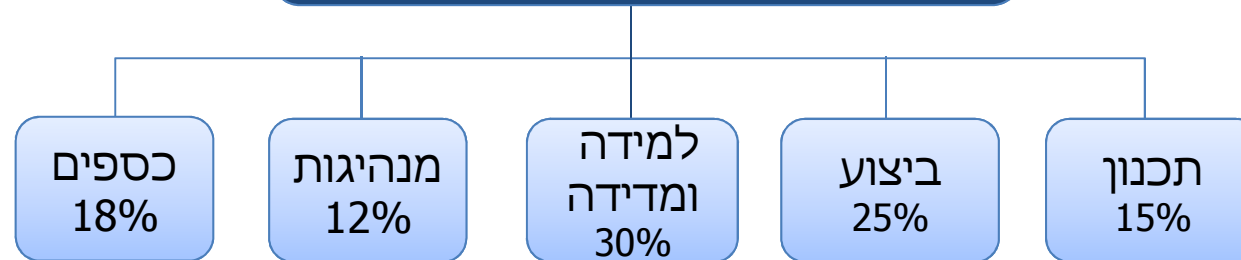 תכנון
15%
ביצוע
25%
למידה
ומדידה
30%
מנהיגות
12%
כספים
18%